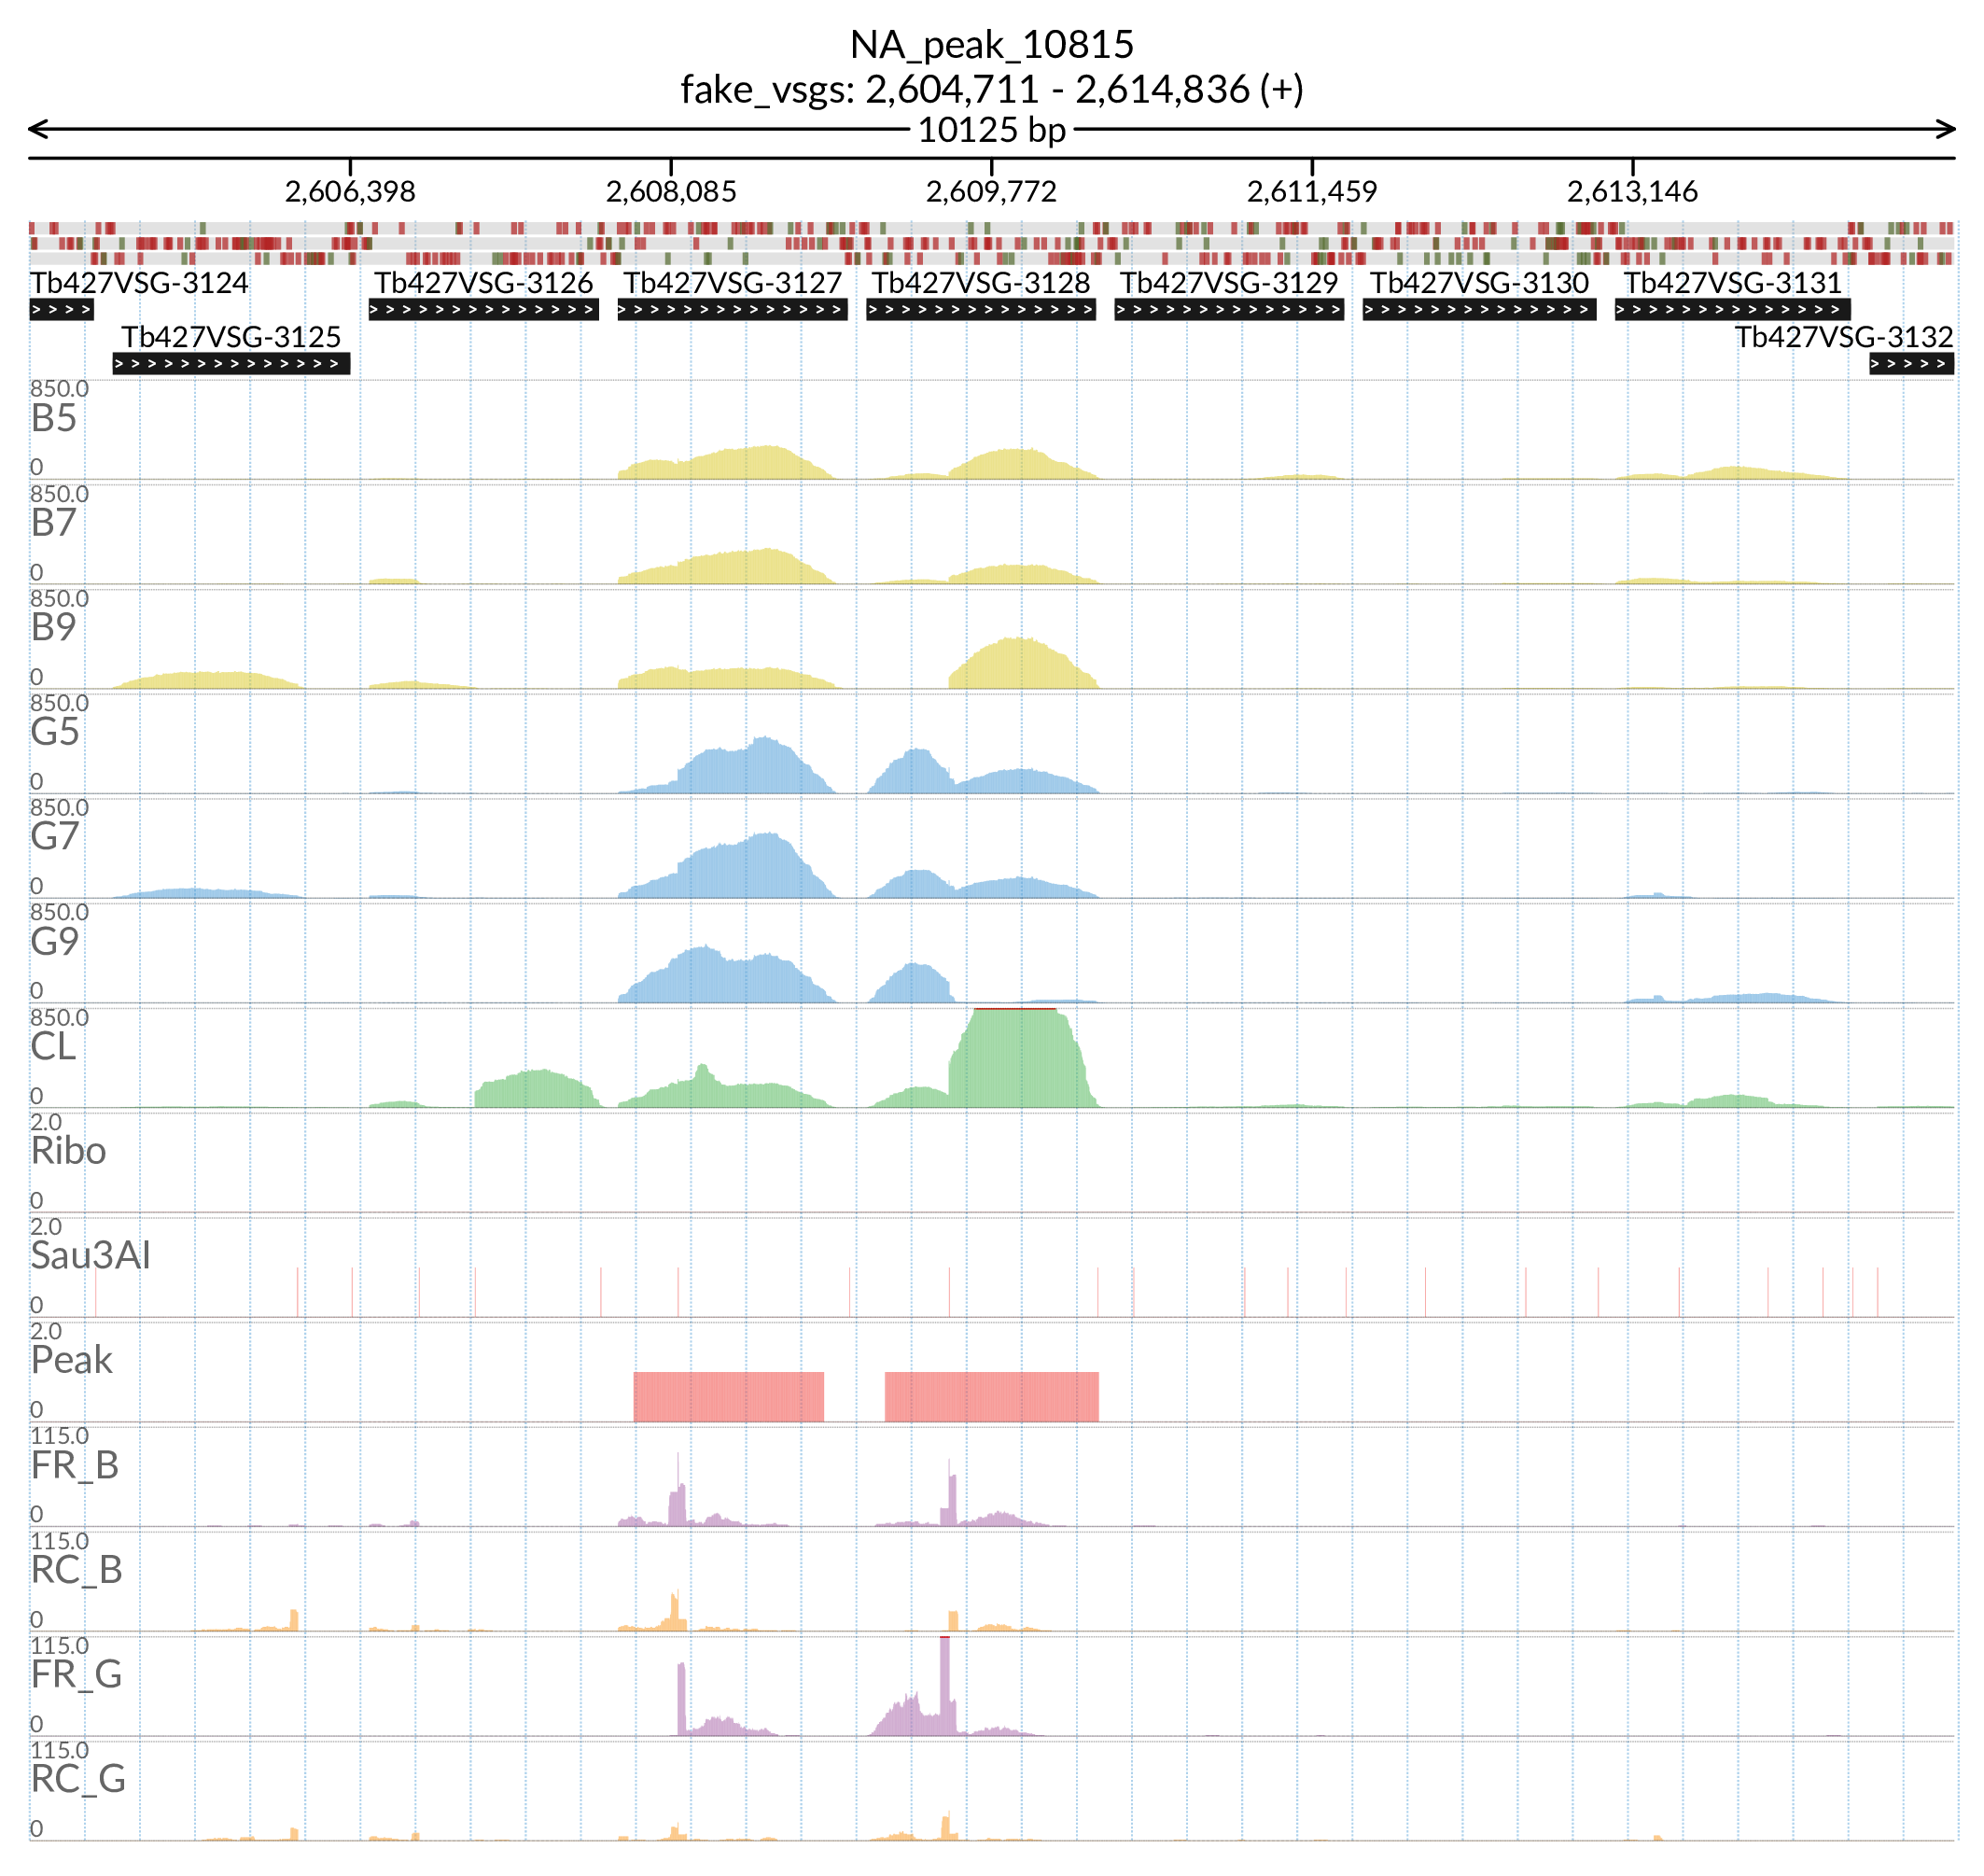 NA_peak_10815
fake_vsgs: 2,604,711 - 2,614,836 (+)
10125 bp
2,606,398 2,608,085 2,609,772 2,611,459 2,613,146
Tb427VSG-3124 Tb427VSG-3126 Tb427VSG-3127 Tb427VSG-3128 Tb427VSG-3129 Tb427VSG-3130 Tb427VSG-3131
Tb427VSG-3125 Tb427VSG-3132
850.0
B5
0
850.0
B7
0
850.0
B9
0
850.0
G5
0
850.0
G7
0
850.0
G9
0
850.0
CL
0
2.0
Ribo
0
2.0
Sau3AI
0
2.0
Peak
0
115.0
FR_B
0
115.0
RC_B
0
115.0
FR_G
0
115.0
RC_G
0